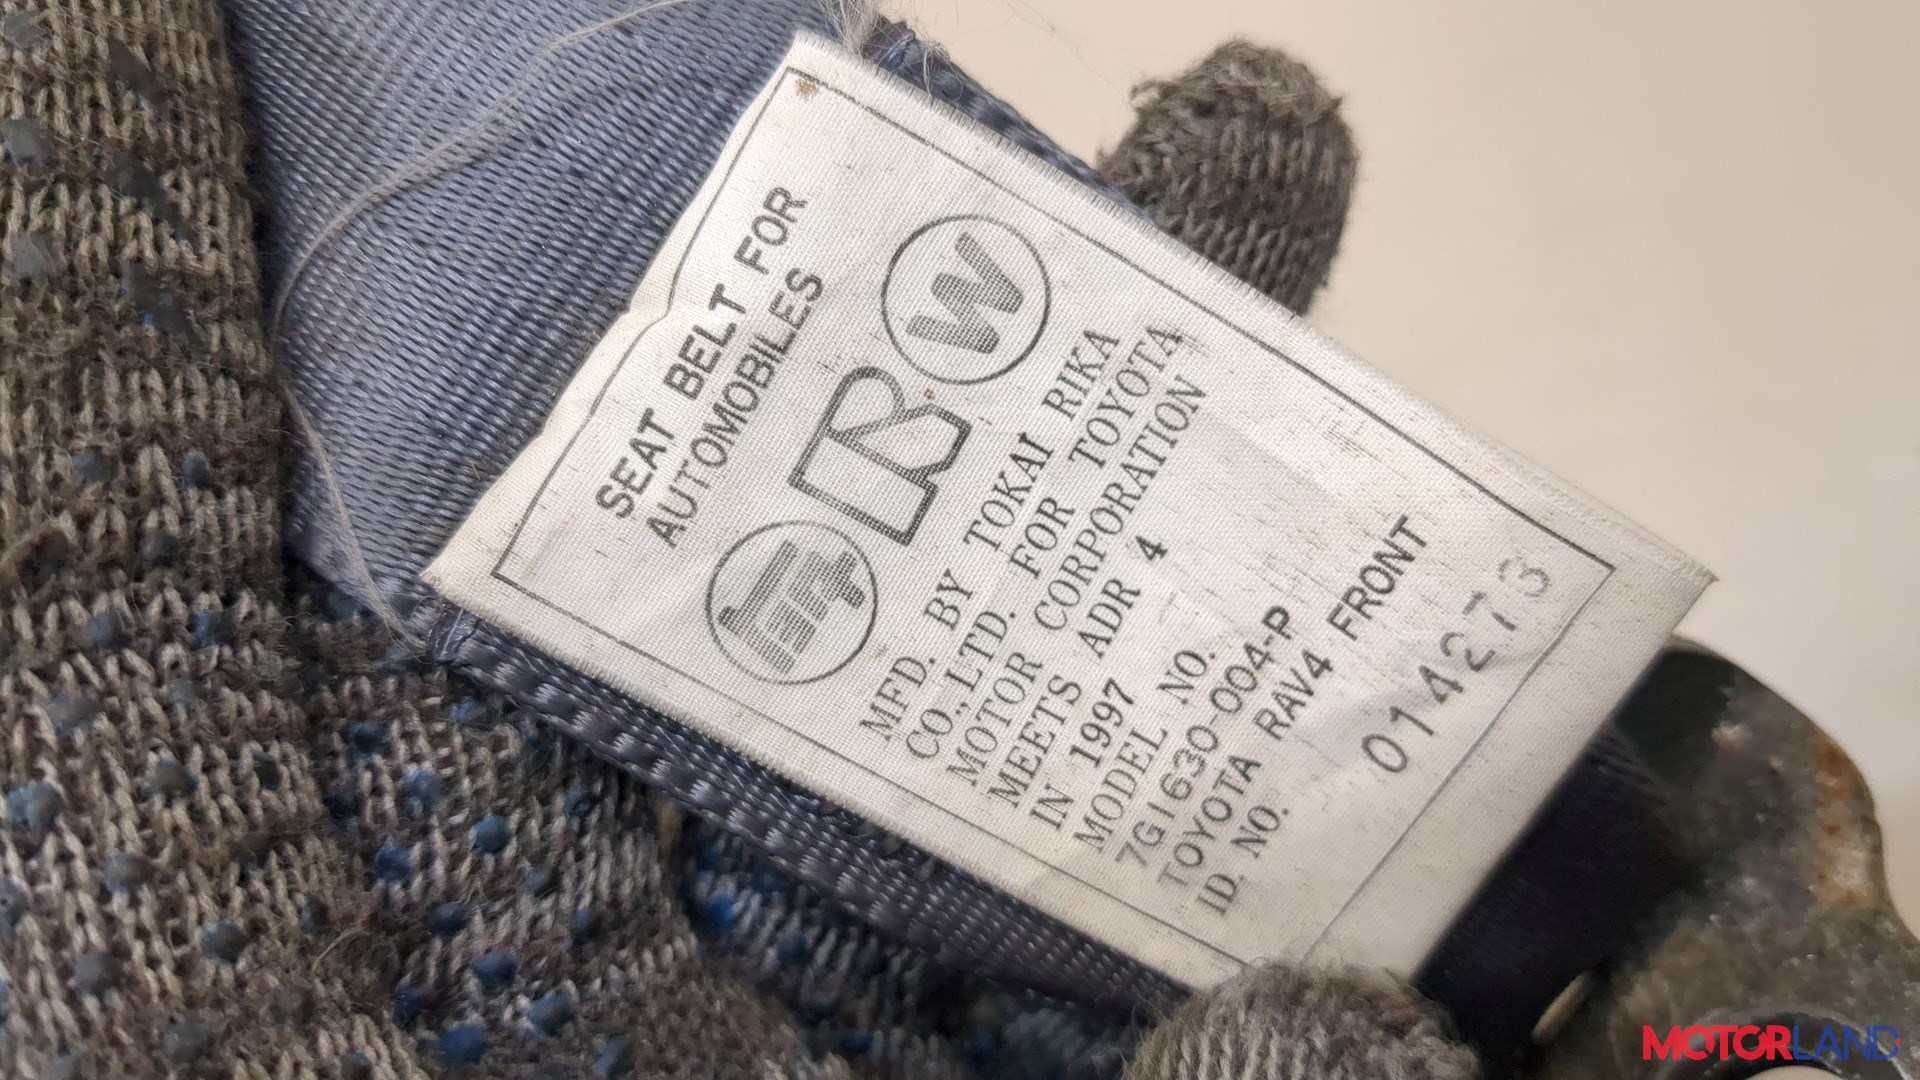 SEAT BELT FOR
AUTOMOBILES
W
R
MFD. BY TOKAI RIKA
CO., LTD. FOR TOYOTA
MOTOR CORPORATION
MEETS ADR 4
IN 1997
MODEL NO.
7G1630-004-P
TOYOTA RAV4 FRONT
ID. NO.
014273
MOTORLAND